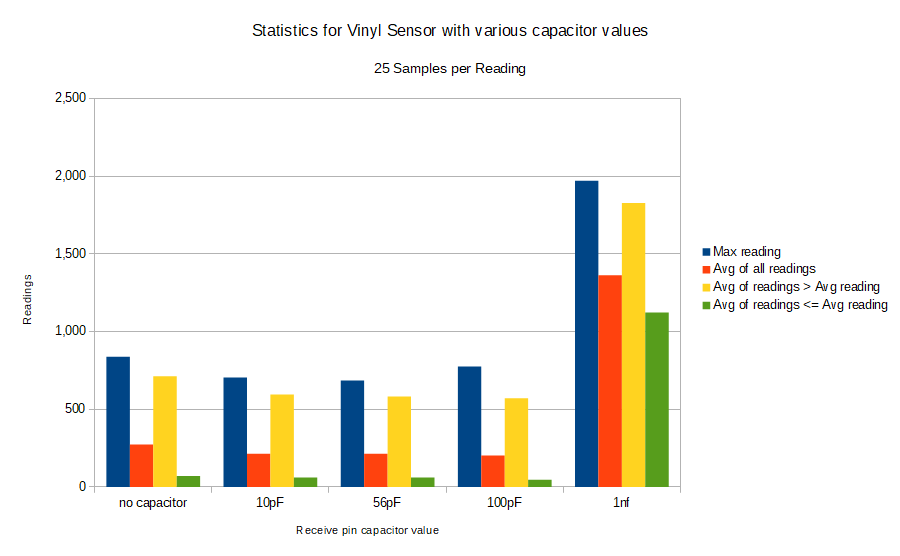 Statistics for Vinyl Sensor with various capacitor values
25 Samples per Reading
2,500
2,000
1,500
1,000
500
0
Readings
no capacitor
10pF
56pF
100pF
1nf
Receive pin capacitor value
Max reading
Avg of all readings
Avg of readings > Avg reading
Avg of readings <= Avg reading